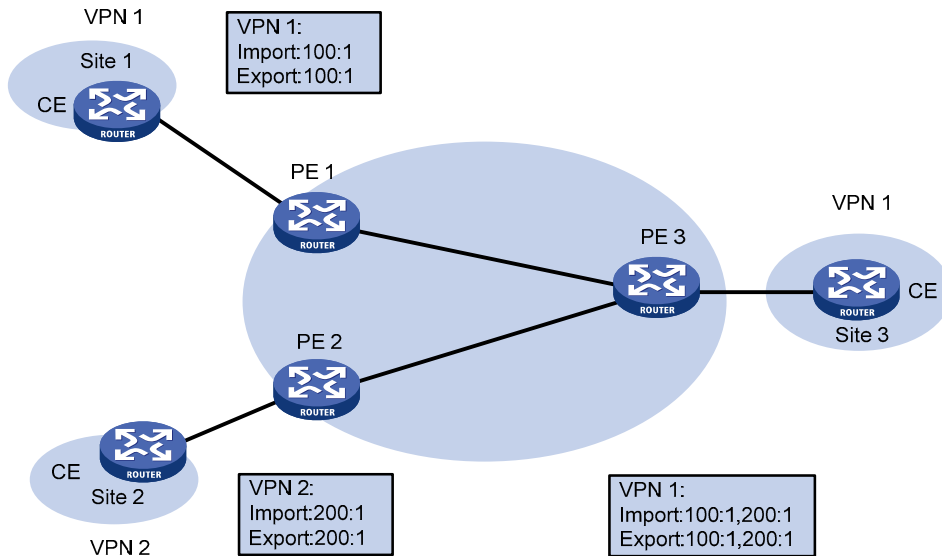 VPN 1
Site 1
CE
ROUTER
VPN 1:
Import:100:1
Export:100:1
PE 1
ROUTER
PE 3
ROUTER
VPN 1
CE
ROUTER
Site 3
PE 2
ROUTER
CE
ROUTER
Site 2
VPN 2
VPN 2:
Import:200:1
Export:200:1
VPN 1:
Import:100:1,200:1
Export:100:1,200:1